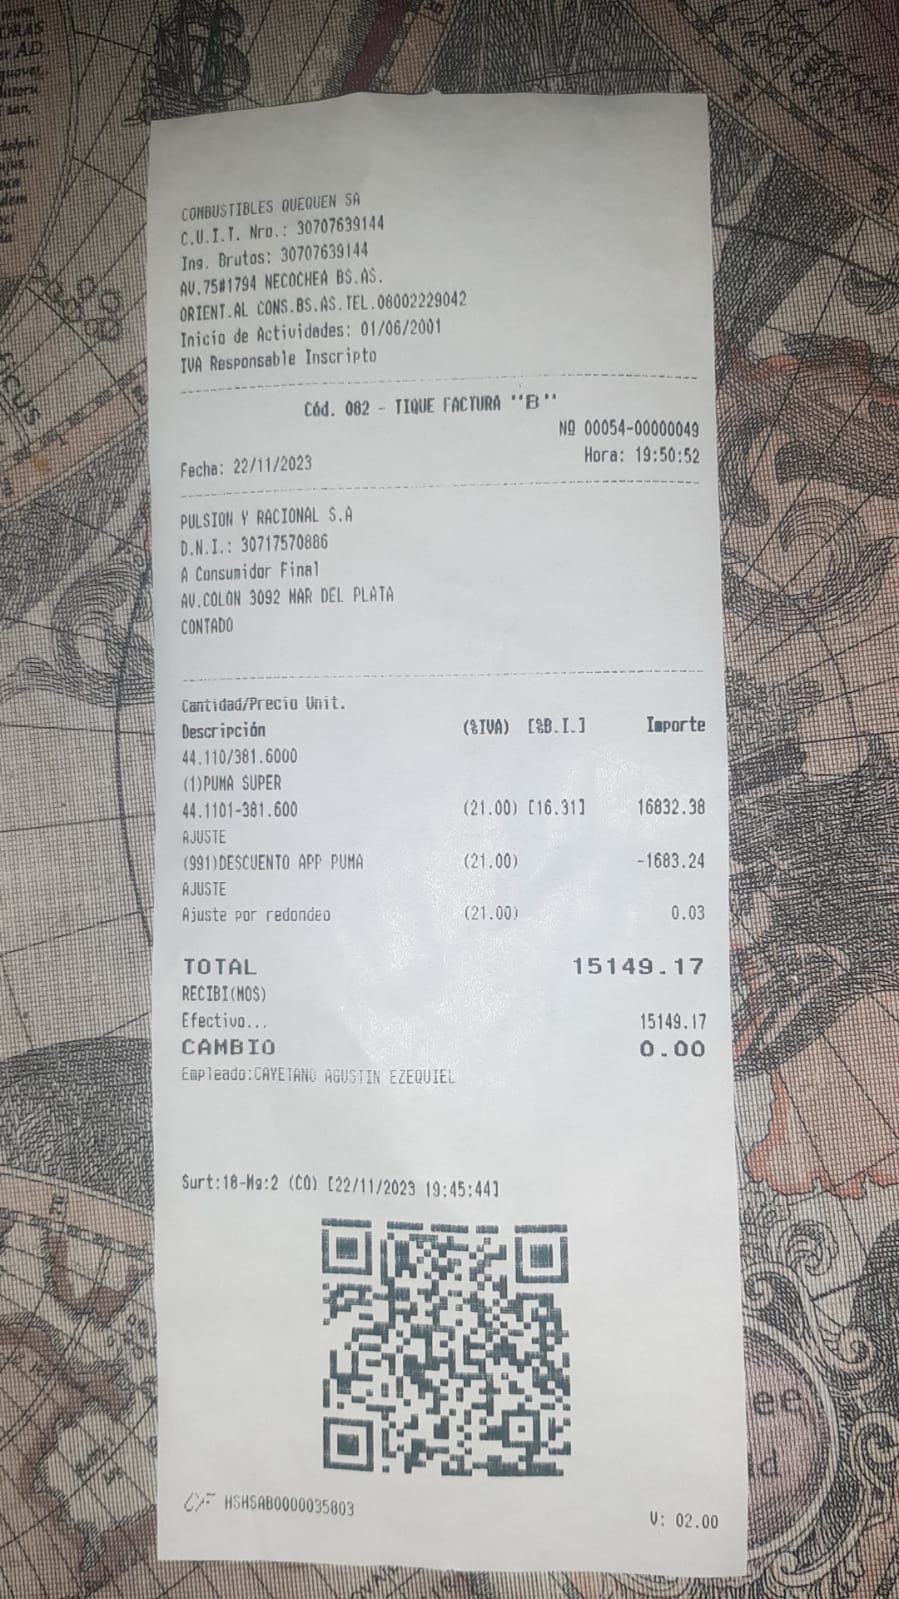 COMBUSTIBLES QUEQUEN SA
C.U.I.T. Nro.: 30707639144
Ing. Brutos: 30707639144
AV.75#1794 NECOCHEA BS.AS.
ORIENT.AL CONS.BS.AS.TEL.08002229042
Inicio de Actividades: 01/06/2001
IVA Responsable Inscripto
Cód. 082 - TIQUE FACTURA ''B''
Nº 00054-00000049
Fecha: 22/11/2023 Hora: 19:50:52
PULSION Y RACIONAL S.A
D.N.I.: 30717570886
A Consumidor Final
AV.COLON 3092 MAR DEL PLATA
CONTADO
Cantidad/Precio Unit.
Descripción (%IVA) [%B.I.] Importe
44.110/381.6000
(1)PUMA SUPER
44.1101-381.600 (21.00) [16.31] 16832.38
AJUSTE
(991)DESCUENTO APP PUMA (21.00) -1683.24
AJUSTE
Ajuste por redondeo (21.00) 0.03
TOTAL 15149.17
RECIBI(MOS)
Efectivo... 15149.17
CAMBIO 0.00
Empleado:CAYETANO AGUSTIN EZEQUIEL
Surt:18-Mg:2 (CO) [22/11/2023 19:45:44]
CF HSHSAB0000035803
V: 02.00